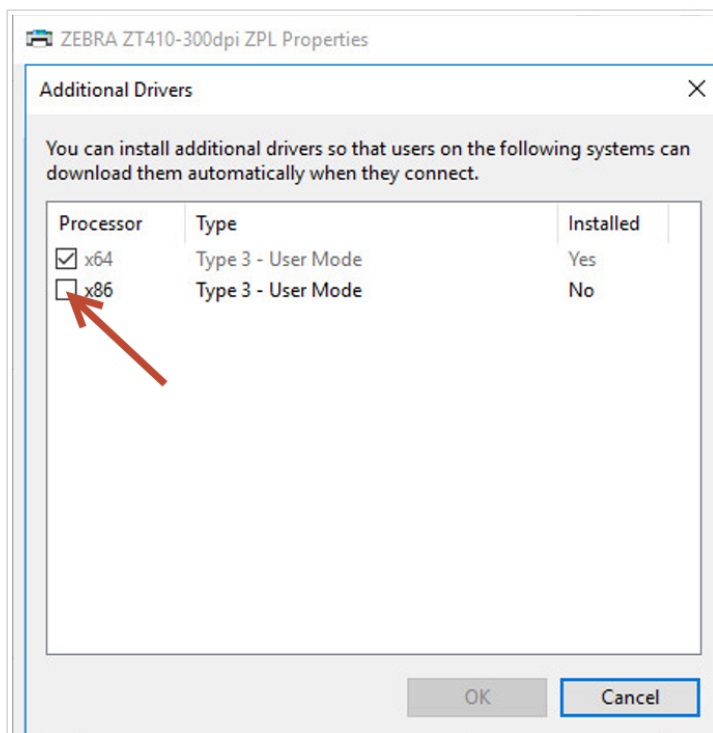 ZEBRA ZT410-300dpi ZPL Properties
Additional Drivers
You can install additional drivers so that users on the following systems can
download them automatically when they connect.
Processor Type Installed
x64 Type 3 - User Mode Yes
x86 Type 3 - User Mode No
OK Cancel